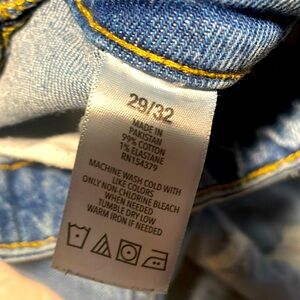 29/32
MADE IN
PAKISTAN
99% COTTON
1% ELASTANE
RN154379
MACHINE WASH COLD WITH
LIKE COLORS
ONLY NON-CHLORINE BLEACH
WHEN NEEDED
TUMBLE DRY LOW
WARM IRON IF NEEDED